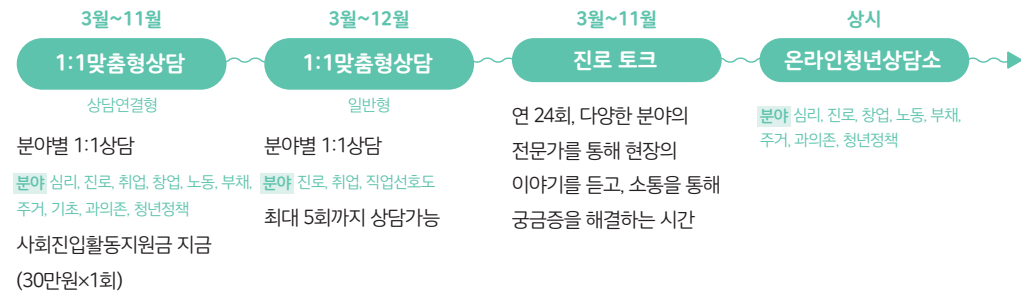 3월~11월
1:1맞춤형상담
상담연결형
분야별 1:1상담
분야 심리, 진로, 취업, 창업, 노동, 부채,
주거, 기초, 과의존, 청년정책
사회진입활동지원금 지금
(30만원×1회)
3월~12월
1:1맞춤형상담
일반형
분야별 1:1상담
분야 진로, 취업, 직업선호도
최대 5회까지 상담가능
3월~11월
진로 토크
연 24회, 다양한 분야의
전문가를 통해 현장의
이야기를 듣고, 소통을 통해
궁금증을 해결하는 시간
상시
온라인청년상담소
분야 심리, 진로, 창업, 노동, 부채,
주거, 과의존, 청년정책